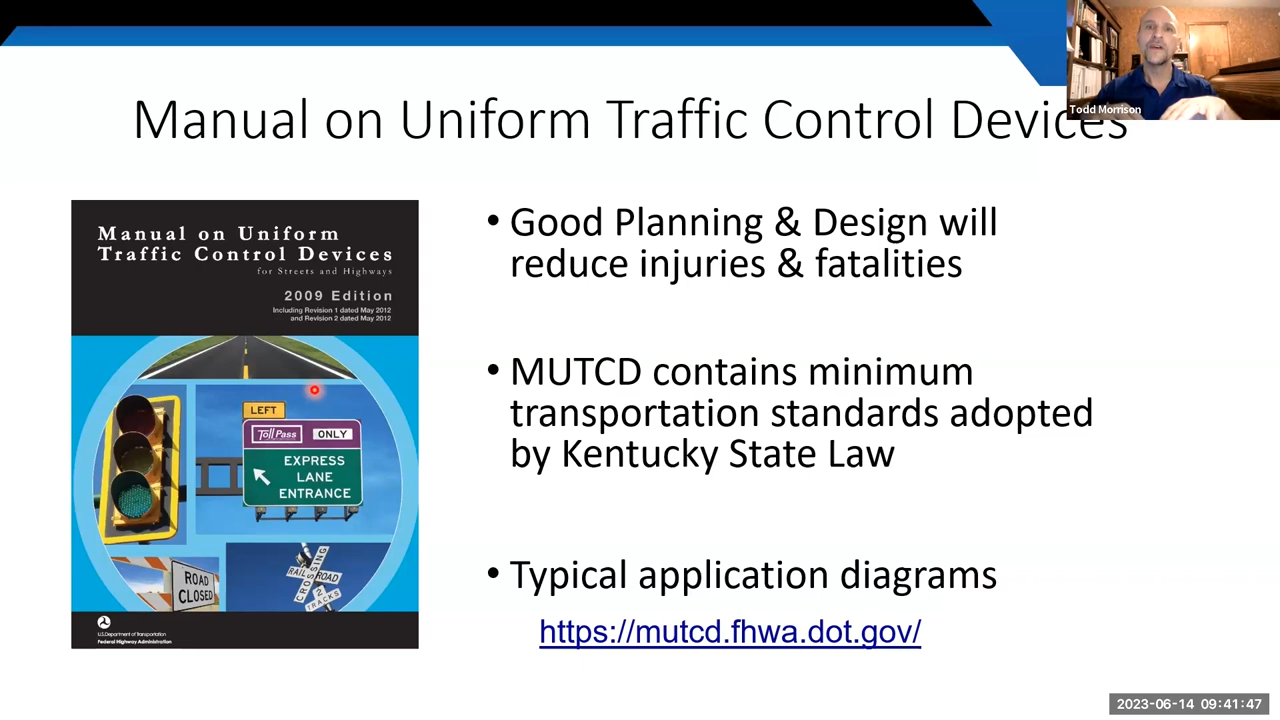 Todd Morrison
Manual on Uniform Traffic Control Devices
Manual on Uniform
Traffic Control Devices
for Streets and Highways
2009 Edition
Including Revision 1 dated May 2012
and Revision 2 dated May 2012
LEFT
Toll Pass ONLY
EXPRESS
LANE
ENTRANCE
ROAD
CLOSED
RAIL ROAD
CROSSING
2
TRACKS
U.S.Department of Transportation
Federal Highway Administration
• Good Planning & Design will
reduce injuries & fatalities
• MUTCD contains minimum
transportation standards adopted
by Kentucky State Law
• Typical application diagrams
https://mutcd.fhwa.dot.gov/
2023-06-14 09:41:47